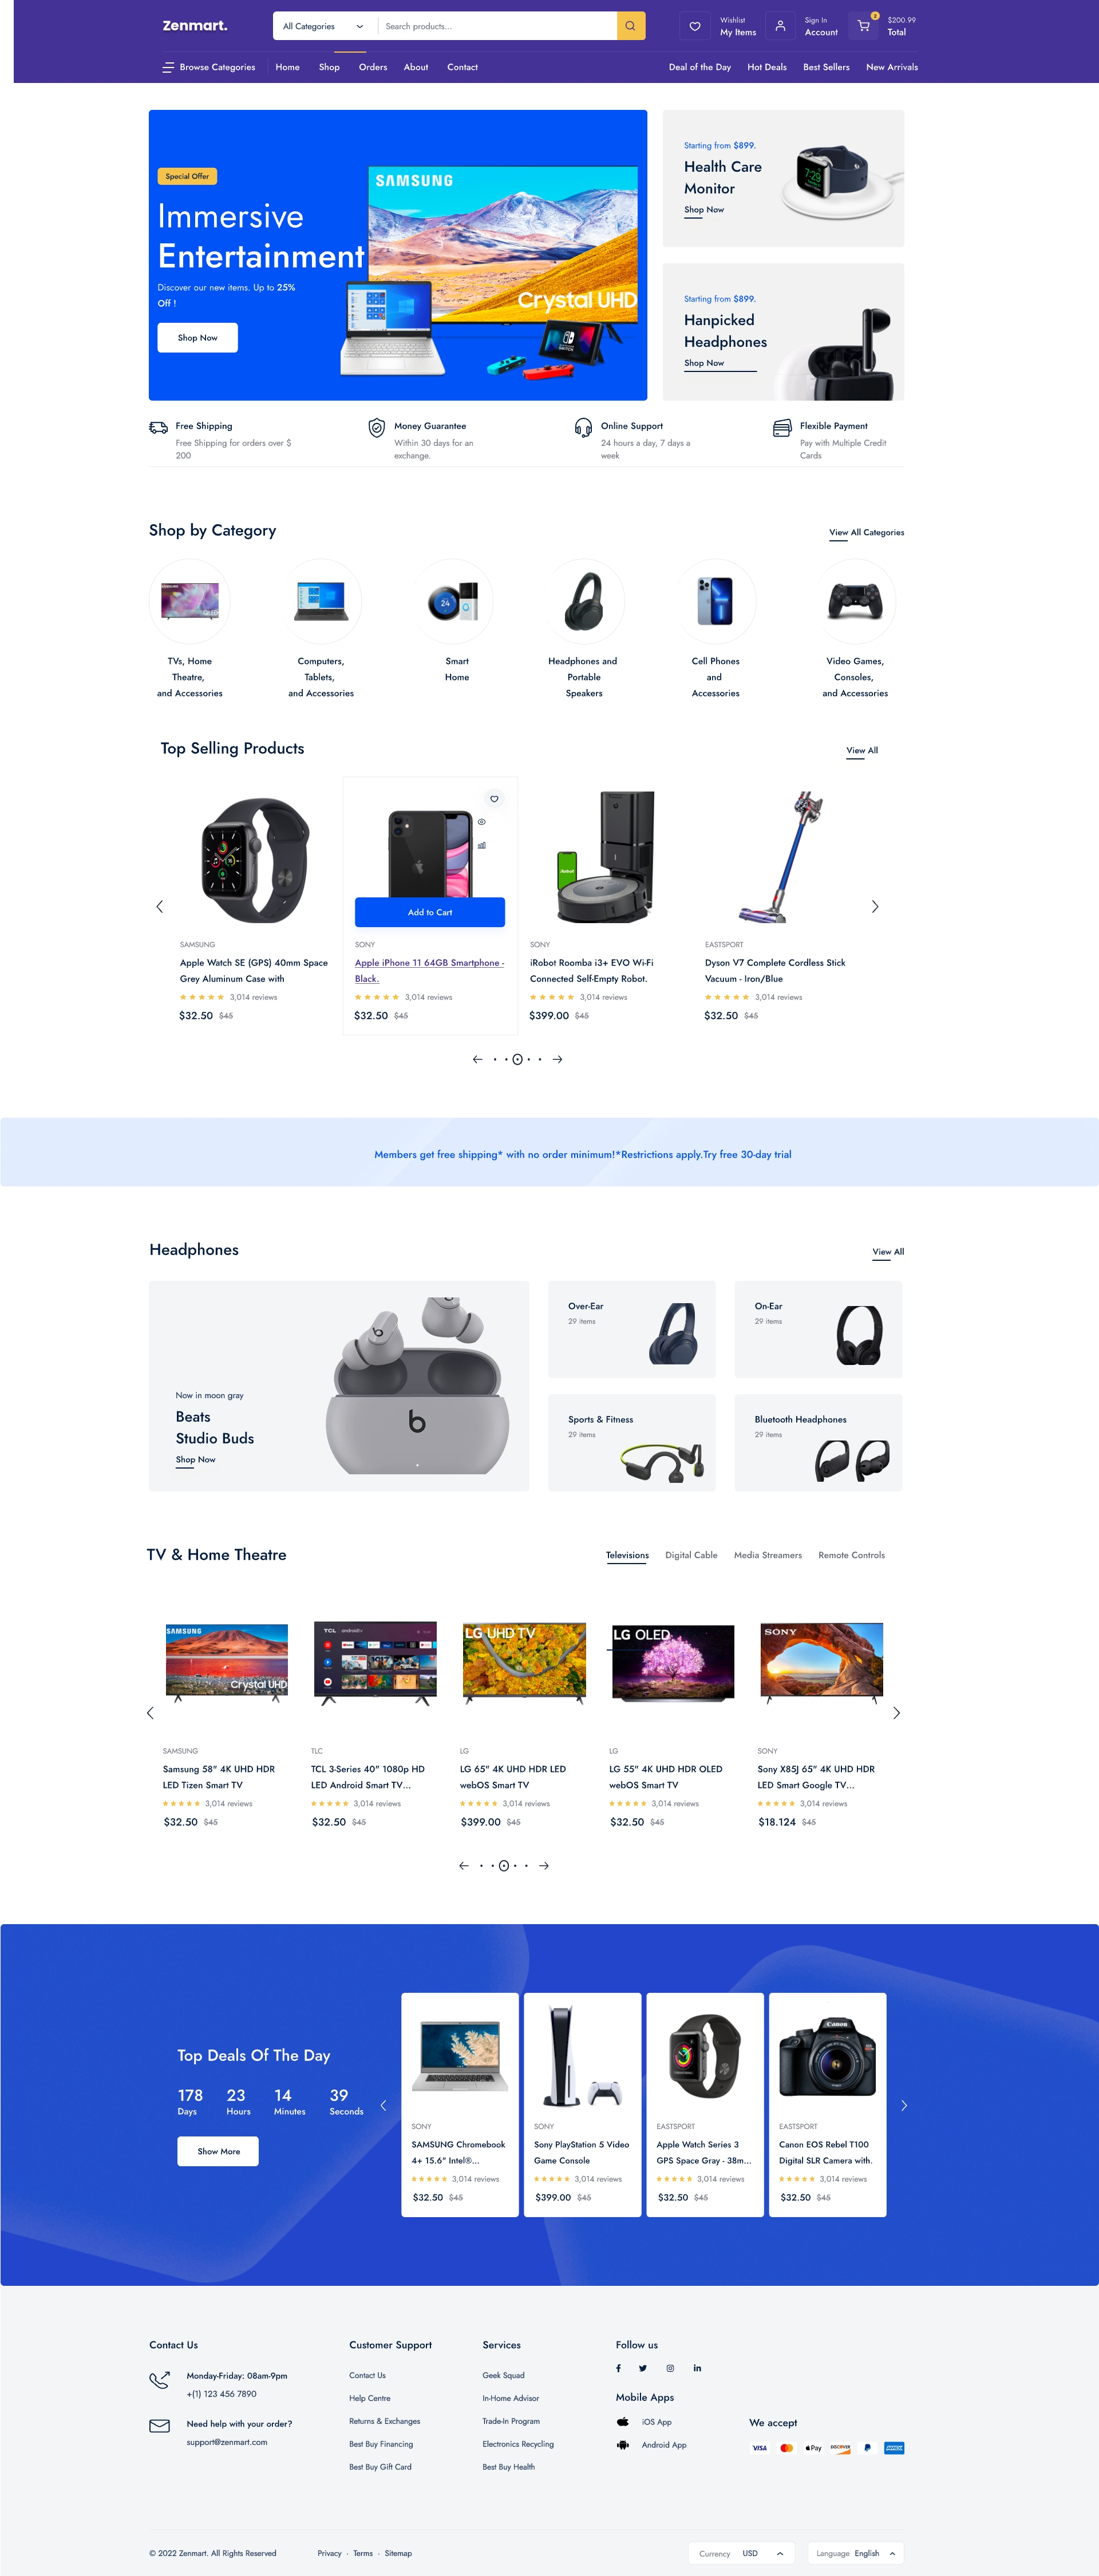 Zenmart.
All Categories
Search products...
Wishlist
My Items
Sign In
Account
2
$200.99
Total
Browse Categories
Home
Shop
Orders
About
Contact
Deal of the Day
Hot Deals
Best Sellers
New Arrivals
Special Offer
Immersive
Entertainment
Discover our new items. Up to 25%
Off !
Shop Now
SAMSUNG
Crystal UHD
Starting from $899.
Health Care
Monitor
Shop Now
7:29
Starting from $899.
Hanpicked
Headphones
Shop Now
Free Shipping
Free Shipping for orders over $
200
Money Guarantee
Within 30 days for an
exchange.
Online Support
24 hours a day, 7 days a
week
Flexible Payment
Pay with Multiple Credit
Cards
Shop by Category
View All Categories
24
TVs, Home
Theatre,
and Accessories
Computers,
Tablets,
and Accessories
Smart
Home
Headphones and
Portable
Speakers
Cell Phones
and
Accessories
Video Games,
Consoles,
and Accessories
Top Selling Products
View All
SAMSUNG
Apple Watch SE (GPS) 40mm Space
Grey Aluminum Case with
3,014 reviews
$32.50 $45
Add to Cart
SONY
Apple iPhone 11 64GB Smartphone -
Black.
3,014 reviews
$32.50 $45
iRobot
SONY
iRobot Roomba i3+ EVO Wi-Fi
Connected Self-Empty Robot.
3,014 reviews
$399.00 $45
EASTSPORT
Dyson V7 Complete Cordless Stick
Vacuum - Iron/Blue
3,014 reviews
$32.50 $45
Members get free shipping* with no order minimum!*Restrictions apply.Try free 30-day trial
Headphones
View All
Now in moon gray
Beats
Studio Buds
Shop Now
b
Over-Ear
29 items
On-Ear
29 items
Sports & Fitness
29 items
Bluetooth Headphones
29 items
TV & Home Theatre
Televisions
Digital Cable
Media Streamers
Remote Controls
SAMSUNG
Crystal UHD
SAMSUNG
Samsung 58" 4K UHD HDR
LED Tizen Smart TV
3,014 reviews
$32.50 $45
TCL androidtv
TLC
TCL 3-Series 40" 1080p HD
LED Android Smart TV...
3,014 reviews
$32.50 $45
LG UHD TV
LG
LG 65" 4K UHD HDR LED
webOS Smart TV
3,014 reviews
$399.00 $45
LG OLED
LG
LG 55" 4K UHD HDR OLED
webOS Smart TV
3,014 reviews
$32.50 $45
SONY
SONY
Sony X85J 65" 4K UHD HDR
LED Smart Google TV...
3,014 reviews
$18.124 $45
Top Deals Of The Day
178
Days
23
Hours
14
Minutes
39
Seconds
Show More
SONY
SAMSUNG Chromebook
4+ 15.6" Intel®...
3,014 reviews
$32.50 $45
SONY
Sony PlayStation 5 Video
Game Console
3,014 reviews
$399.00 $45
EASTSPORT
Apple Watch Series 3
GPS Space Gray - 38m...
3,014 reviews
$32.50 $45
Canon
EASTSPORT
Canon EOS Rebel T100
Digital SLR Camera with.
3,014 reviews
$32.50 $45
Contact Us
Monday-Friday: 08am-9pm
+(1) 123 456 7890
Need help with your order?
support@zenmart.com
Customer Support
Contact Us
Help Centre
Returns & Exchanges
Best Buy Financing
Best Buy Gift Card
Services
Geek Squad
In-Home Advisor
Trade-In Program
Electronics Recycling
Best Buy Health
Follow us
Mobile Apps
iOS App
Android App
We accept
VISA
Pay
DISCOVER
© 2022 Zenmart. All Rights Reserved
Privacy · Terms · Sitemap
Currency USD
Language English